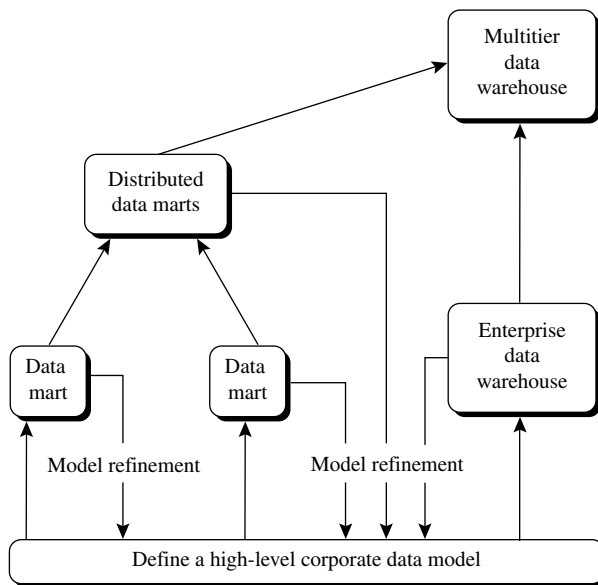 Multitier
data
warehouse
Distributed
data marts
Enterprise
data
warehouse
Data
mart
Data
mart
Model refinement
Model refinement
Define a high-level corporate data model